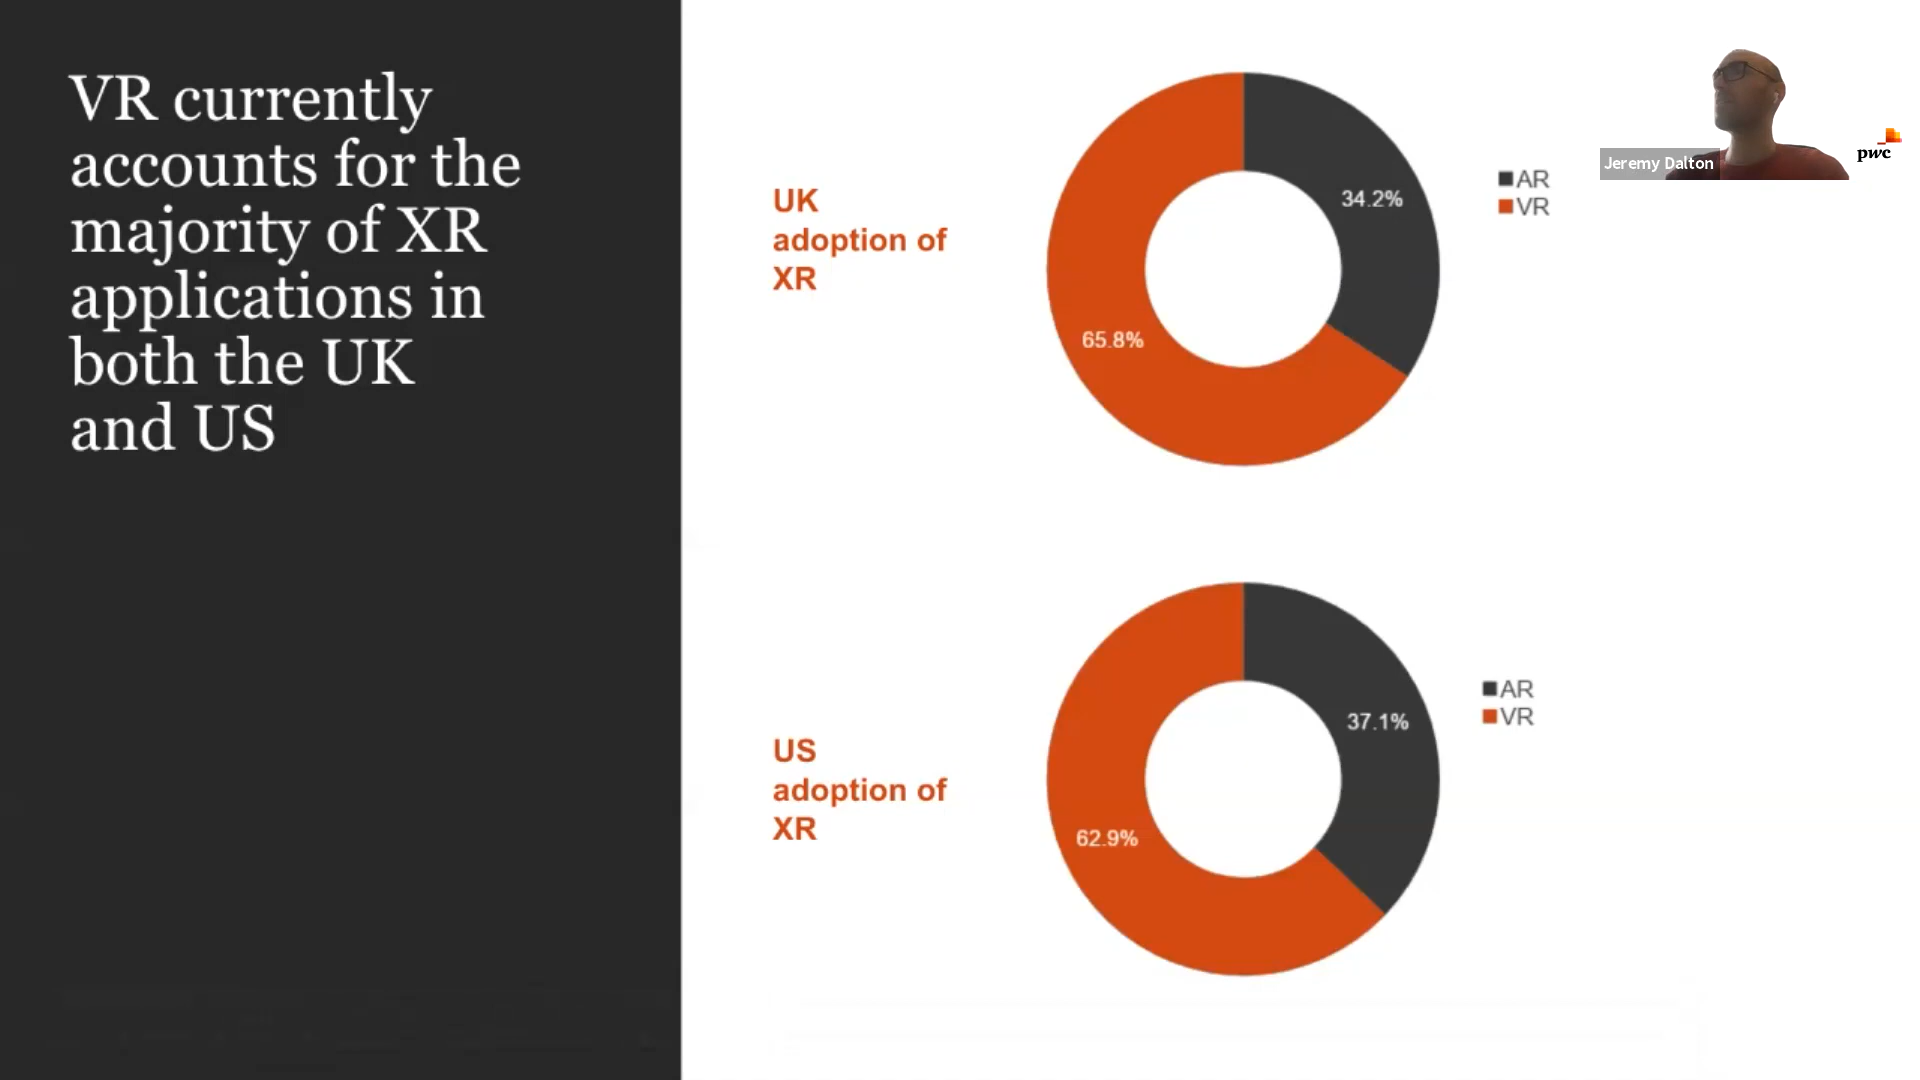 VR currently
accounts for the
majority of XR
applications in
both the UK
and US
UK
adoption of
XR
34.2%
65.8%
AR
VR
Jeremy Dalton
pwc
US
adoption of
XR
37.1%
62.9%
AR
VR